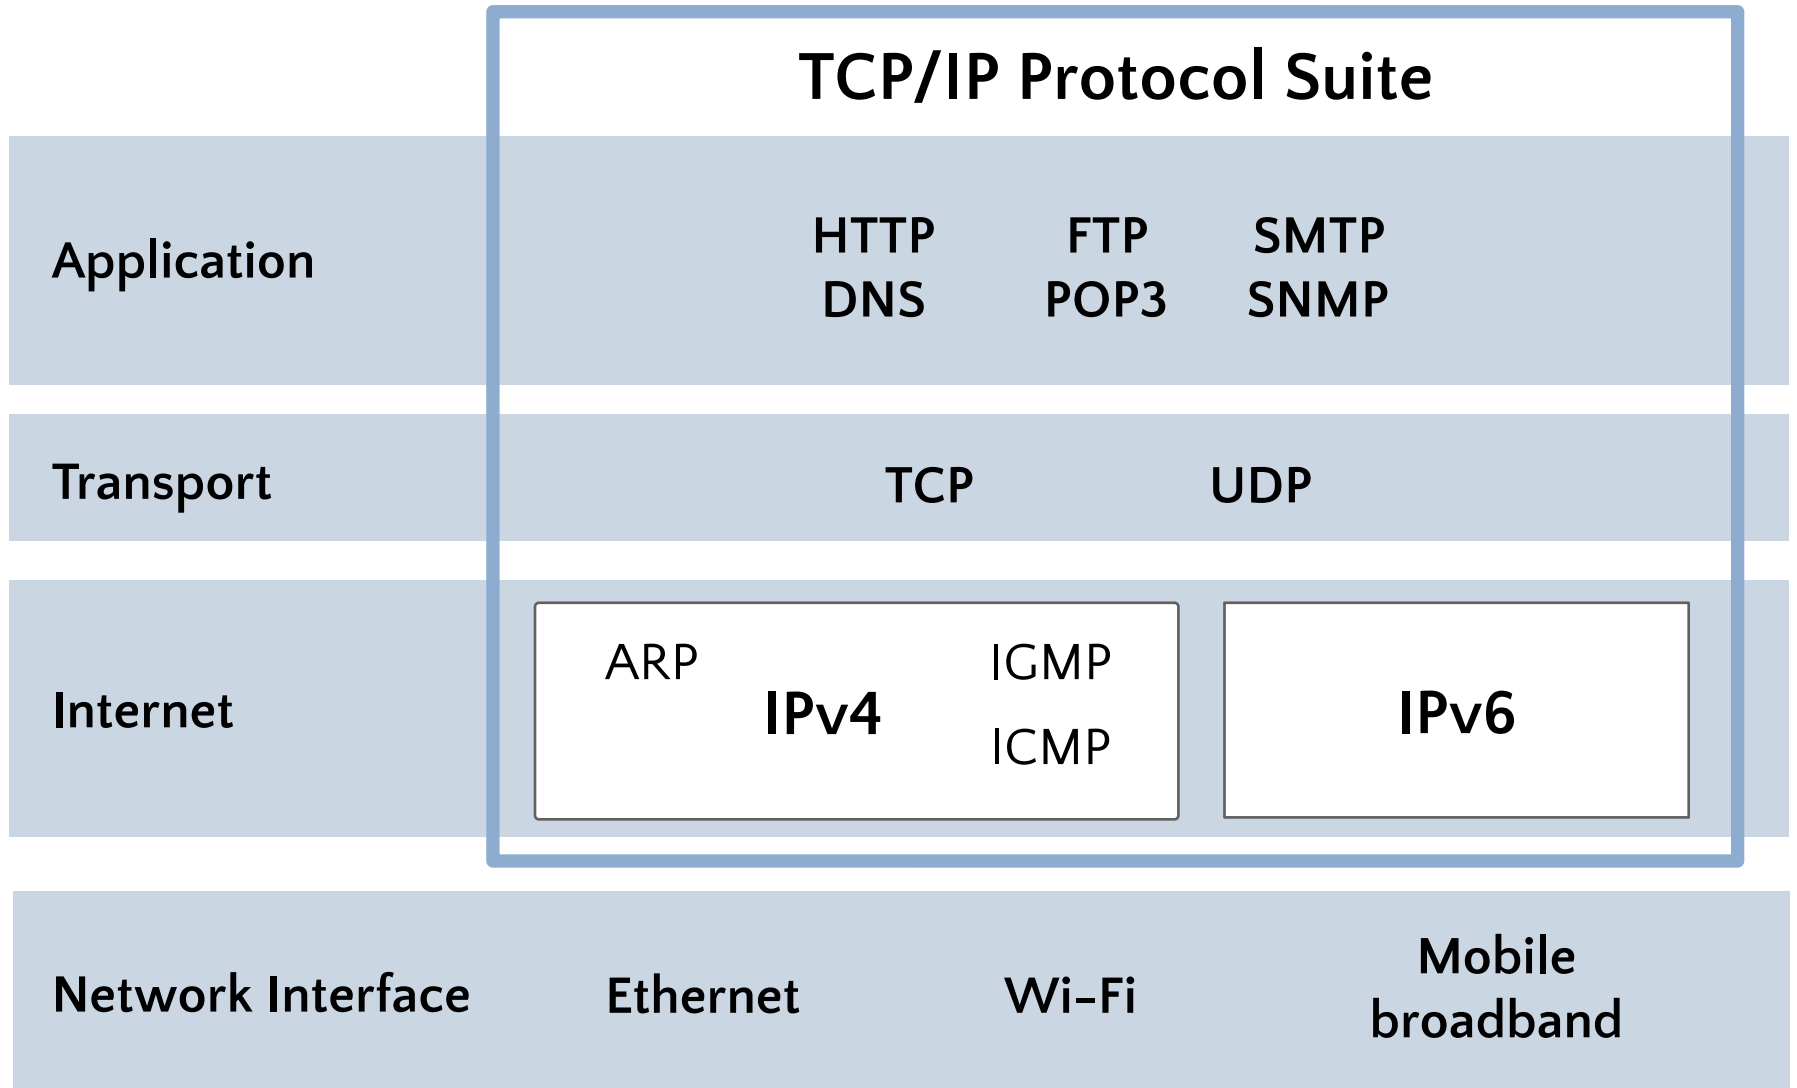 TCP/IP Protocol Suite
Application
HTTP FTP SMTP
DNS POP3 SNMP
Transport
TCP UDP
Internet
ARP IGMP
IPv4
ICMP
IPv6
Network Interface
Ethernet
Wi-Fi
Mobile
broadband